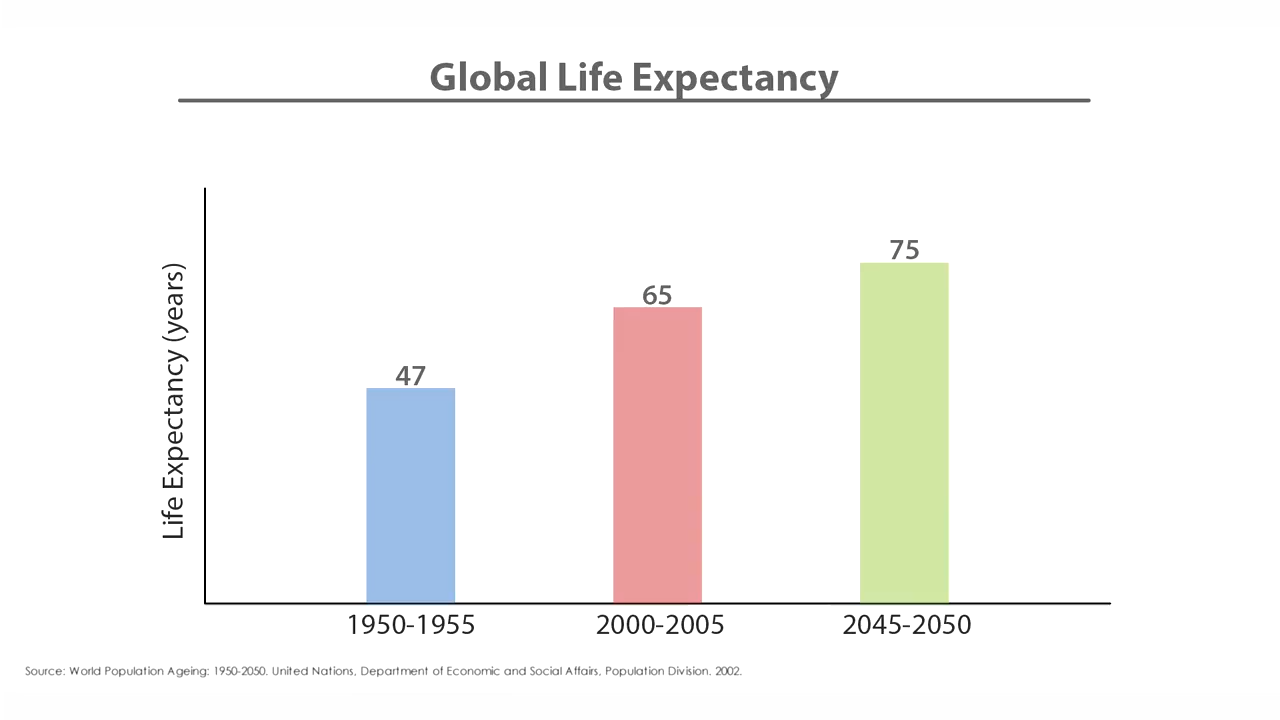 Global Life Expectancy
Life Expectancy (years)
47
65
75
1950-1955
2000-2005
2045-2050
Source: World Population Ageing: 1950-2050. United Nations, Department of Economic and Social Affairs, Population Division. 2002.